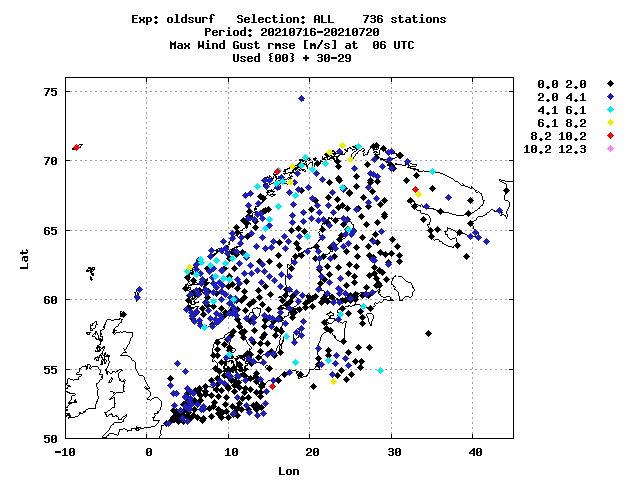 Exp: oldsurf   Selection: ALL    736 stations
Period: 20210716-20210720
Max Wind Gust rmse [m/s] at  06 UTC
Used {00} + 30-29
0.0 2.0
2.0 4.1
4.1 6.1
6.1 8.2
8.2 10.2
10.2 12.3
75
70
65
60
55
50
Lat
-10 0 10 20 30 40
Lon